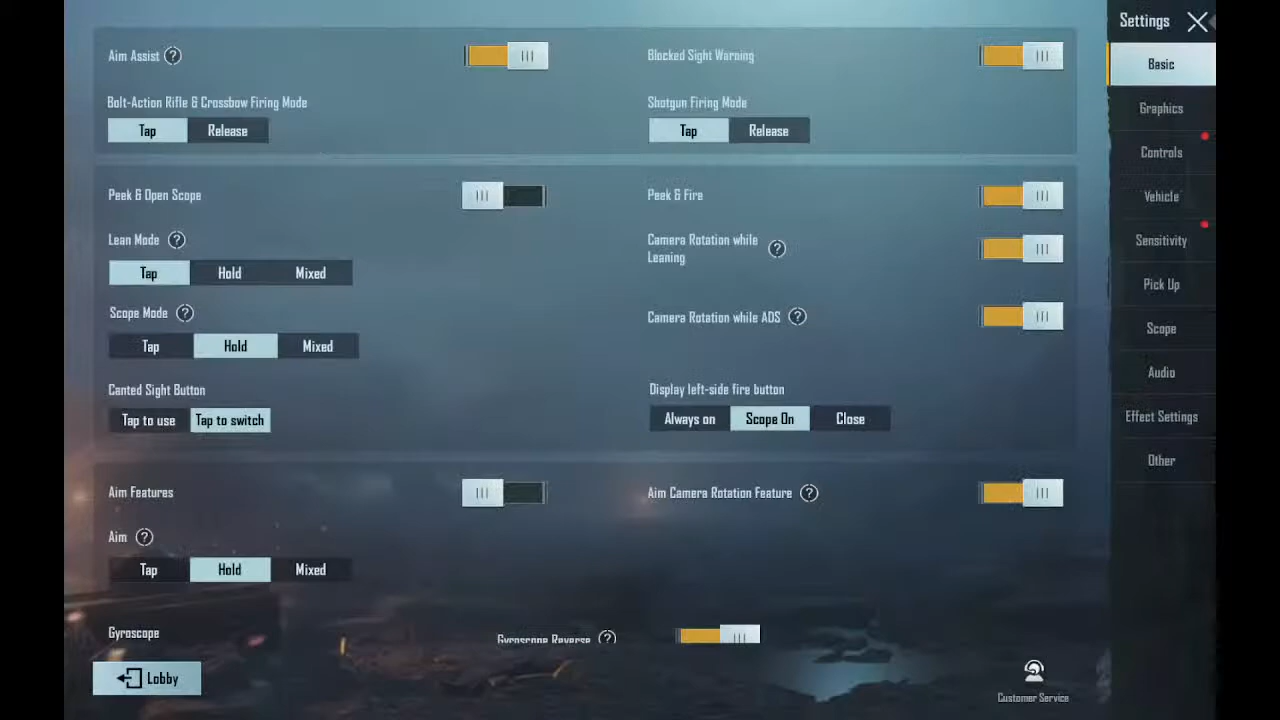 Settings
Aim Assist ?
Blocked Sight Warning
Basic
Bolt-Action Rifle & Crossbow Firing Mode
Shotgun Firing Mode
Tap Release
Tap Release
Graphics
Controls
Peek & Open Scope
Peek & Fire
Vehicle
Lean Mode ?
Camera Rotation while
Leaning ?
Sensitivity
Tap Hold Mixed
Pick Up
Scope Mode ?
Camera Rotation while ADS ?
Scope
Tap Hold Mixed
Audio
Canted Sight Button
Display left-side fire button
Tap to use Tap to switch
Always on Scope On Close
Effect Settings
Other
Aim Features
Aim Camera Rotation Feature ?
Aim ?
Tap Hold Mixed
Gyroscope
Gyroscope Reverse ?
Lobby
Customer Service